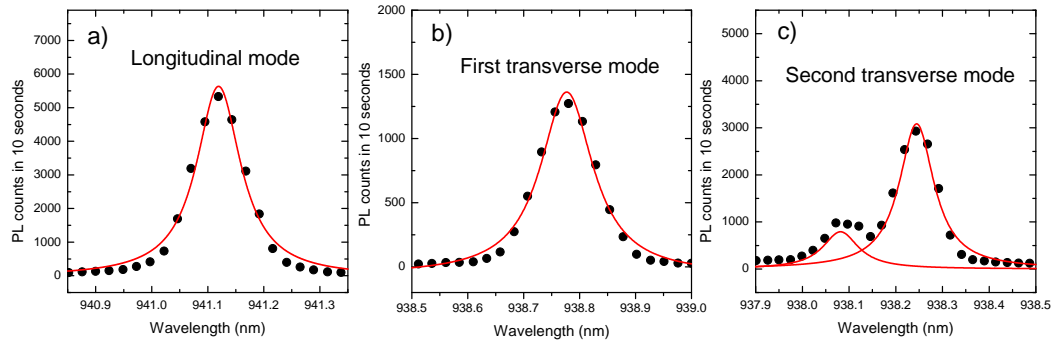 a)
Longitudinal mode
PL counts in 10 seconds
7000
6000
5000
4000
3000
2000
1000
0
940.9 941.0 941.1 941.2 941.3
Wavelength (nm)
b)
First transverse mode
PL counts in 10 seconds
2000
1500
1000
500
0
938.5 938.6 938.7 938.8 938.9 939.0
Wavelength (nm)
c)
Second transverse mode
PL counts in 10 seconds
5000
4000
3000
2000
1000
0
937.9 938.0 938.1 938.2 938.3 938.4 938.5
Wavelength (nm)